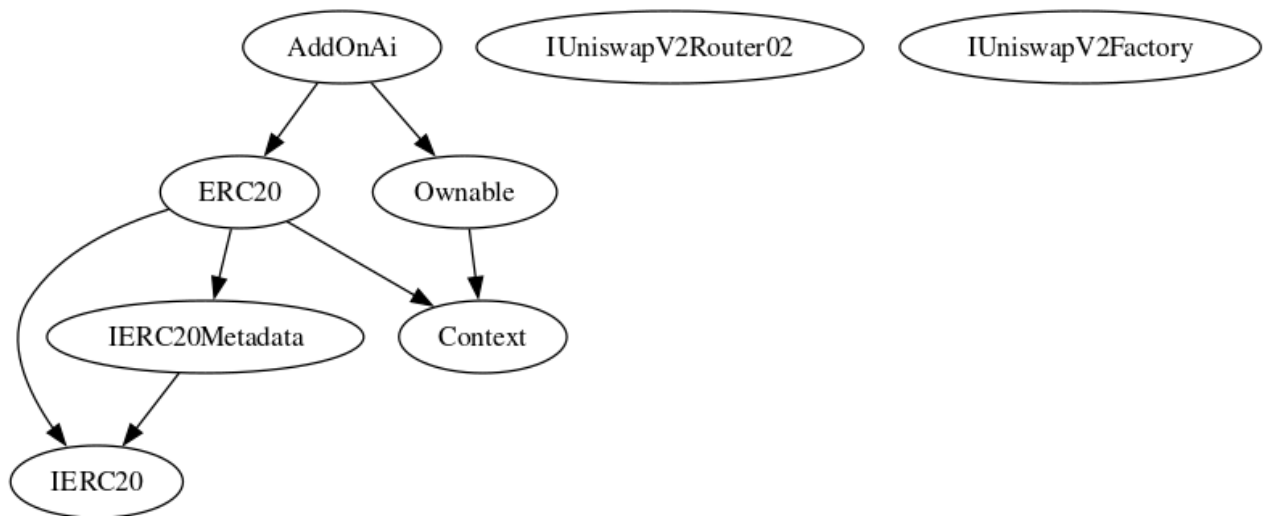 AddOnAi
IUniswapV2Router02
IUniswapV2Factory
ERC20
Ownable
IERC20Metadata
Context
IERC20